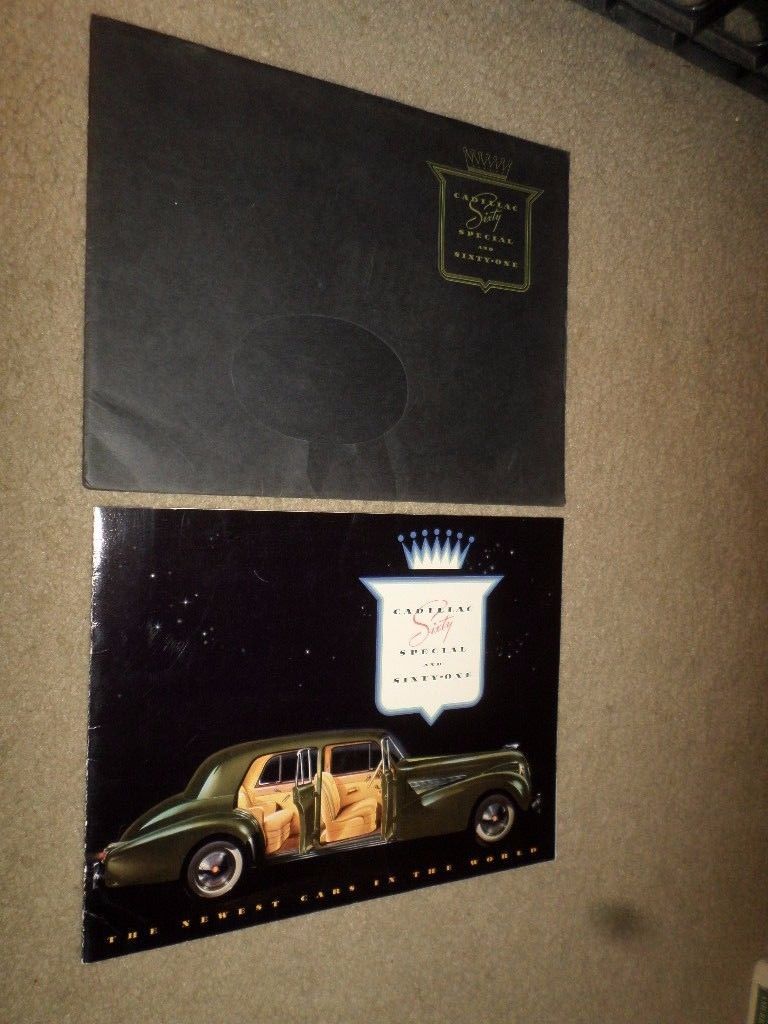 CADILLAC
Sixty
SPECIAL
AND
SIXTY-ONE
CADILLAC
Sixty
SPECIAL
AND
SIXTY-ONE
THE NEWEST CARS IN THE WORLD